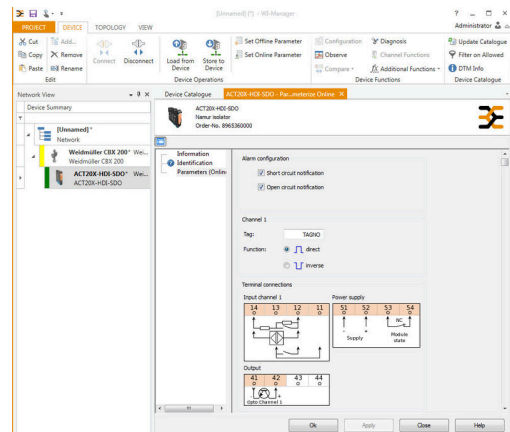 [Unnamed] (*) - WI-Manager
Administrator
PROJECT DEVICE TOPOLOGY VIEW
Cut
Copy
Paste
Add...
Remove
Rename
Edit
Connect
Disconnect
Load from Device
Store to Device
Device Operations
Set Offline Parameter
Set Online Parameter
Configuration
Observe
Compare
Diagnosis
Channel Functions
Additional Functions
Device Functions
Update Catalogue
Filter on Allowed
DTM Info
Device Catalogue
Network View
Device Summary
[Unnamed]*
Network
Weidmüller CBX 200* Wei...
Weidmüller CBX 200
ACT20X-HDI-SDO* Wei...
ACT20X-HDI-SDO
Device Catalogue
ACT20X-HDI-SDO - Par...meterize Online
ACT20X-HDI-SDO
Namur isolator
Order-No. 8965360000
Information
Identification
Parameters (Onlin
Alarm configuration
Short circuit notification
Open circuit notification
Channel 1
Tag: TAGNO
Function: direct
inverse
Terminal connections
Input channel 1
14 13 12 11
Power supply
51 52 53 54
- +
Supply
NC
Module state
Output
41 42 43 44
- +
Opto Channel 1
Ok Apply Close Help